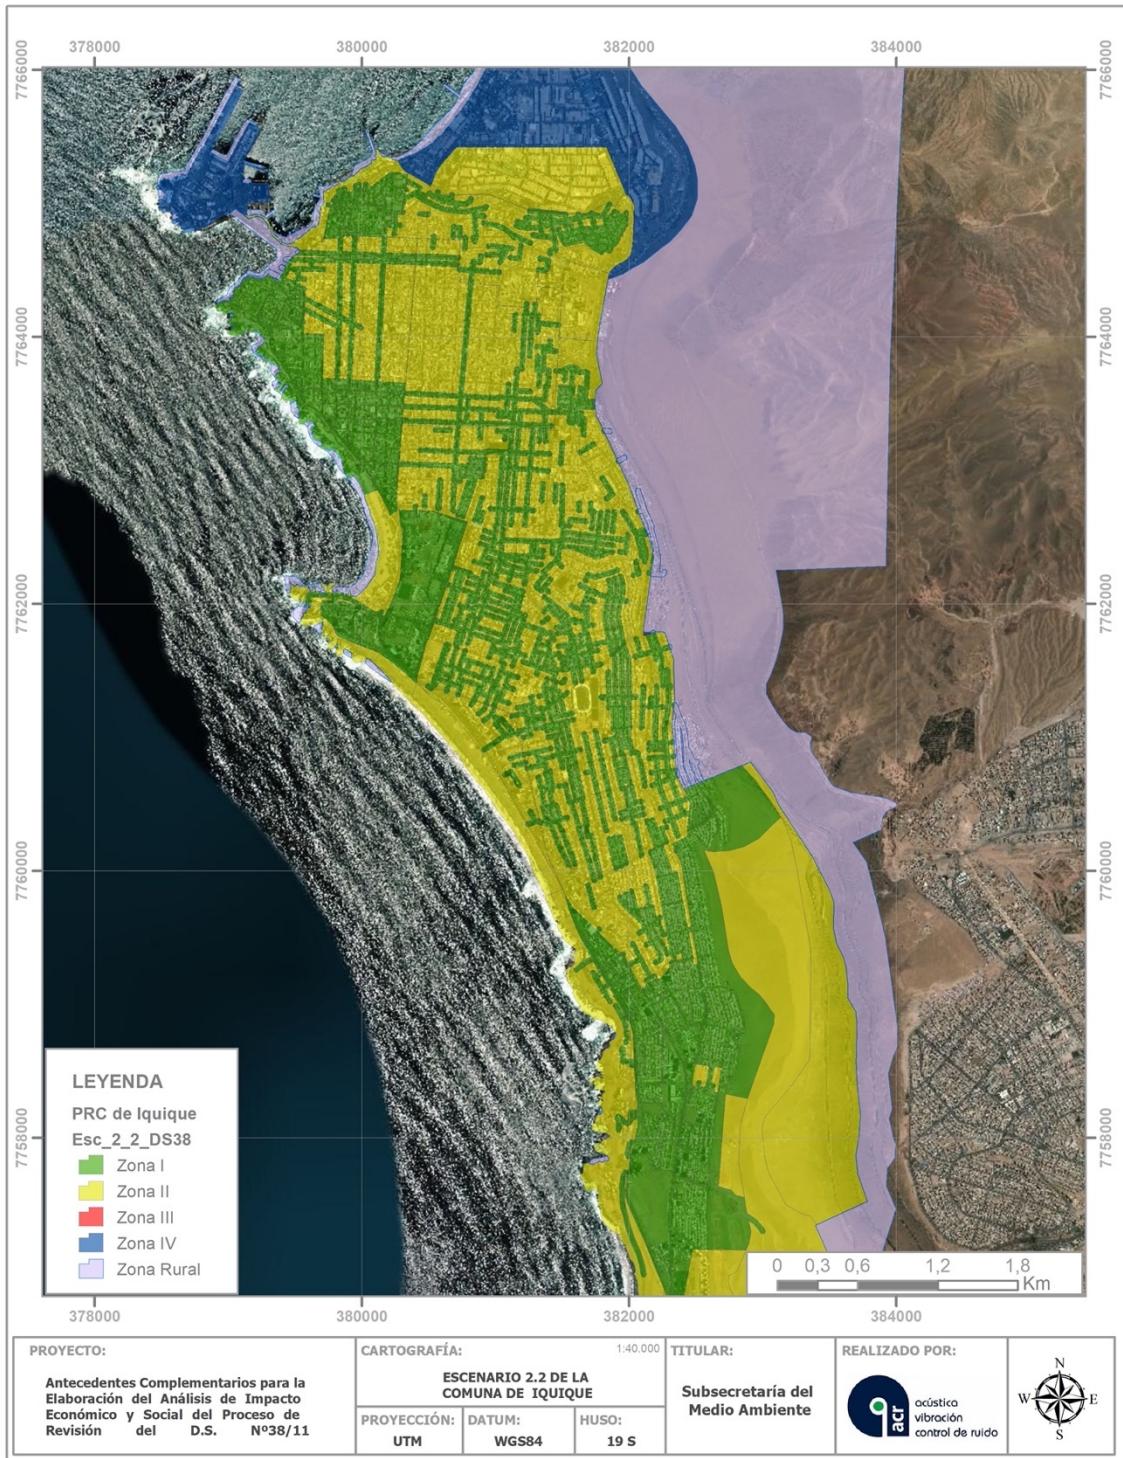 378000
380000
382000
384000
7766000
7766000
7764000
7764000
7762000
7762000
7760000
7760000
7758000
7758000
LEYENDA
PRC de Iquique
Esc_2_2_DS38
Zona I
Zona II
Zona III
Zona IV
Zona Rural
0 0,3 0,6 1,2 1,8
Km
378000
380000
382000
384000
PROYECTO:
Antecedentes Complementarios para la
Elaboración del Análisis de Impacto
Económico y Social del Proceso de
Revisión del D.S. Nº38/11
CARTOGRAFÍA:
1:40.000
ESCENARIO 2.2 DE LA
COMUNA DE IQUIQUE
PROYECCIÓN:
UTM
DATUM:
WGS84
HUSO:
19 S
TITULAR:
Subsecretaría del
Medio Ambiente
REALIZADO POR:
acr
acústica
vibración
control de ruido
N
W
E
S